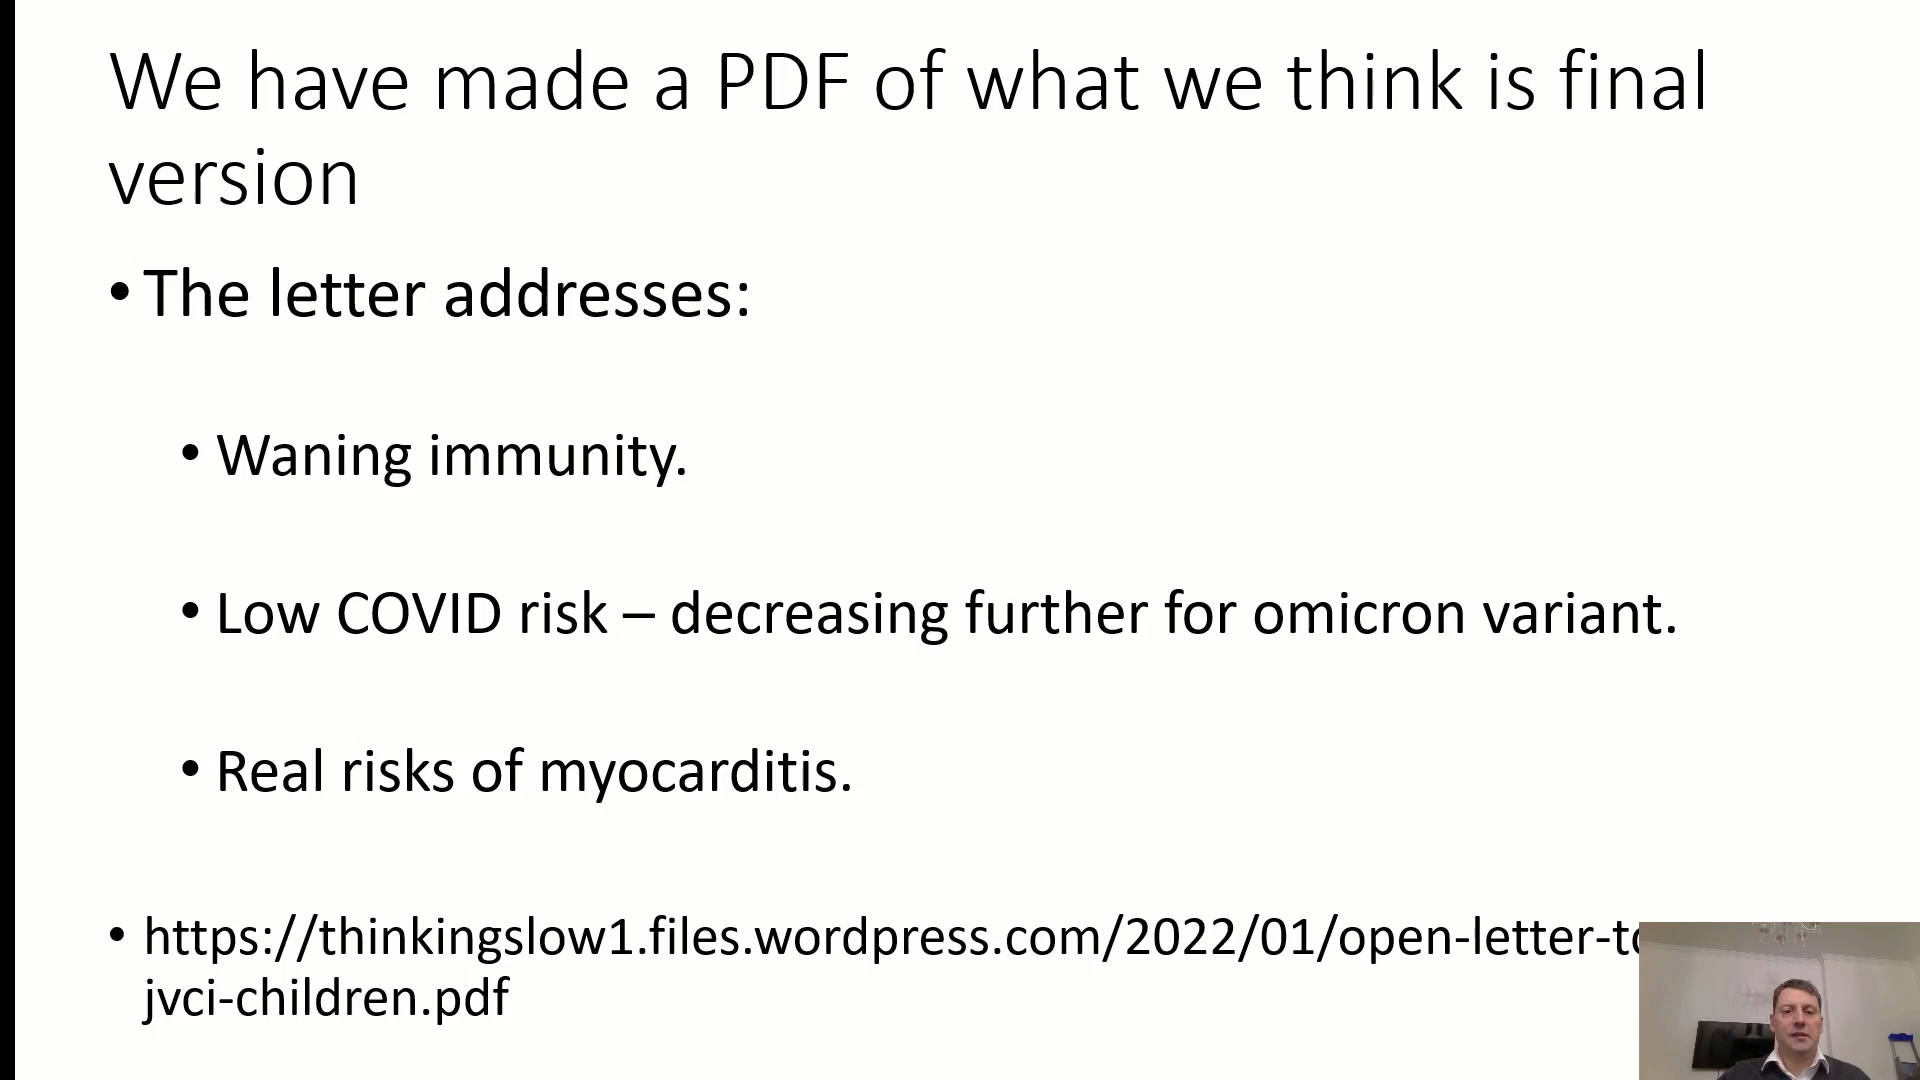 We have made a PDF of what we think is final
version
• The letter addresses:
• Waning immunity.
• Low COVID risk – decreasing further for omicron variant.
• Real risks of myocarditis.
• https://thinkingslow1.files.wordpress.com/2022/01/open-letter-to
jvci-children.pdf